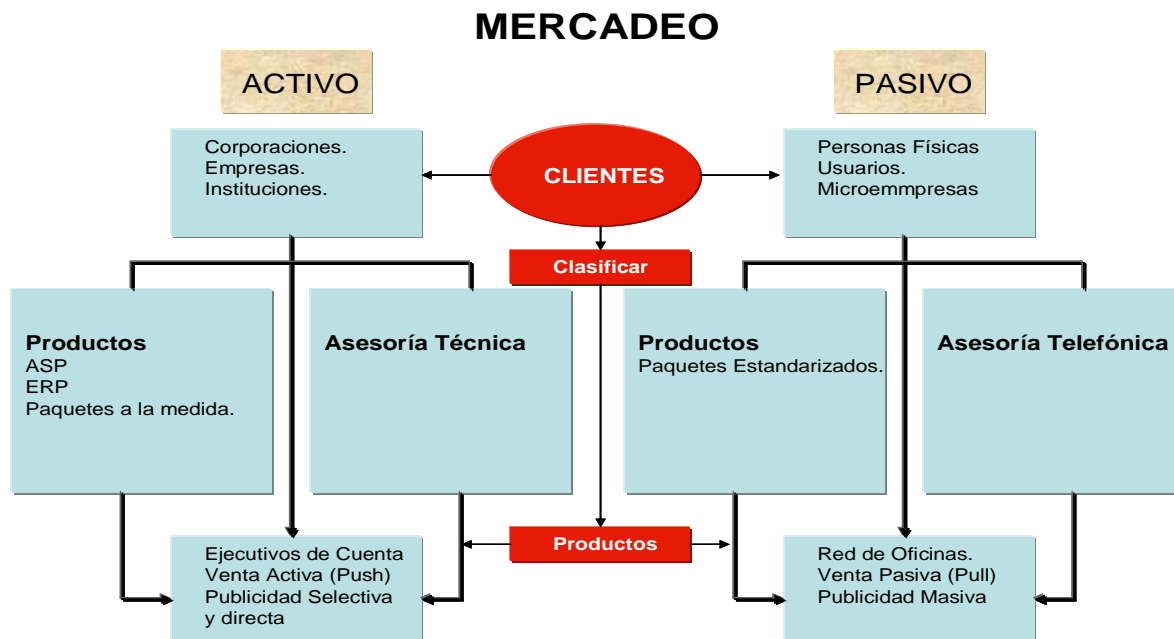 MERCADEO
ACTIVO
PASIVO
Corporaciones.
Empresas.
Instituciones.
CLIENTES
Personas Físicas
Usuarios.
Microemmpresas
Clasificar
Productos
ASP
ERP
Paquetes a la medida.
Asesoría Técnica
Productos
Paquetes Estandarizados.
Asesoría Telefónica
Ejecutivos de Cuenta
Venta Activa (Push)
Publicidad Selectiva
y directa
Productos
Red de Oficinas.
Venta Pasiva (Pull)
Publicidad Masiva